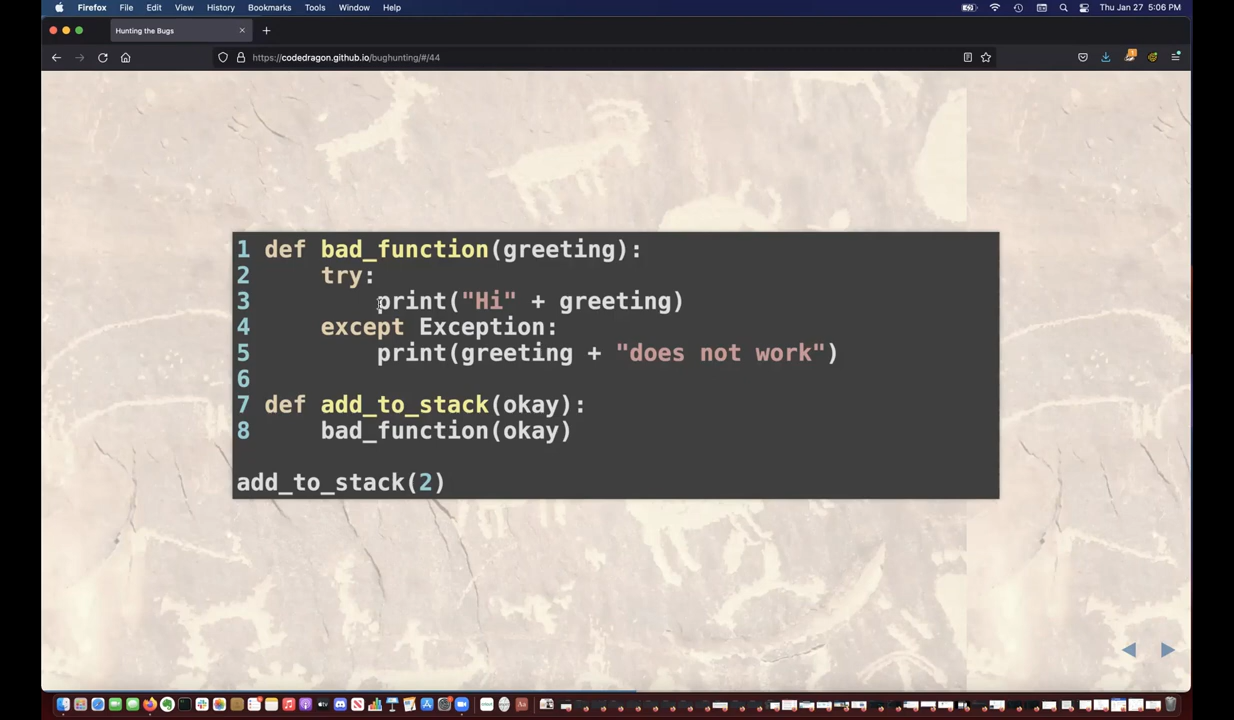 Firefox File Edit View History Bookmarks Tools Window Help Thu Jan 27 5:06 PM
Hunting the Bugs
https://codedragon.github.io/bughunting/#/44
1 def bad_function(greeting):
2 try:
3 print("Hi" + greeting)
4 except Exception:
5 print(greeting + "does not work")
6
7 def add_to_stack(okay):
8 bad_function(okay)
add_to_stack(2)